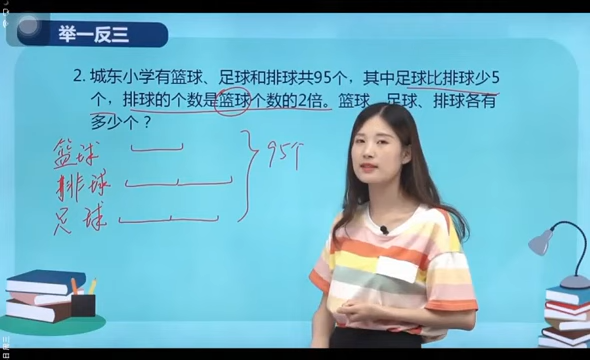 举一反三
2. 城东小学有篮球、足球和排球共95个，其中足球比排球少5
个，排球的个数是篮球个数的2倍。篮球、足球、排球各有
多少个？
篮球
95个
排球
足球